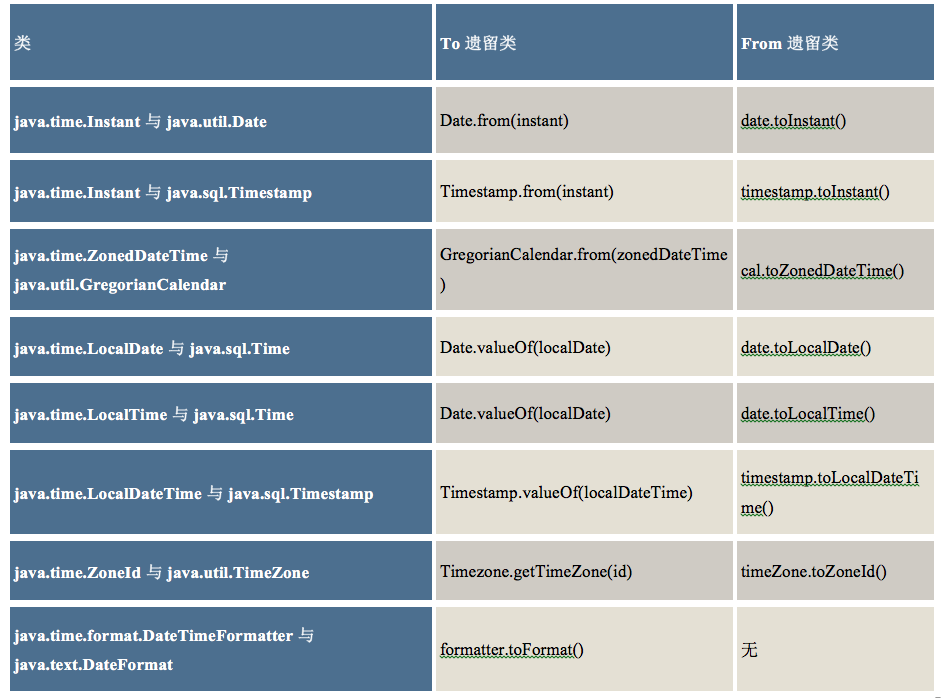 类
To 遗留类
From 遗留类
java.time.Instant 与 java.util.Date
Date.from(instant)
date.toInstant()
java.time.Instant 与 java.sql.Timestamp
Timestamp.from(instant)
timestamp.toInstant()
java.time.ZonedDateTime 与
java.util.GregorianCalendar
GregorianCalendar.from(zonedDateTime
)
cal.toZonedDateTime()
java.time.LocalDate 与 java.sql.Time
Date.valueOf(localDate)
date.toLocalDate()
java.time.LocalTime 与 java.sql.Time
Date.valueOf(localDate)
date.toLocalTime()
java.time.LocalDateTime 与 java.sql.Timestamp
Timestamp.valueOf(localDateTime)
timestamp.toLocalDateTi
me()
java.time.ZoneId 与 java.util.TimeZone
Timezone.getTimeZone(id)
timeZone.toZoneId()
java.time.format.DateTimeFormatter 与
java.text.DateFormat
formatter.toFormat()
无